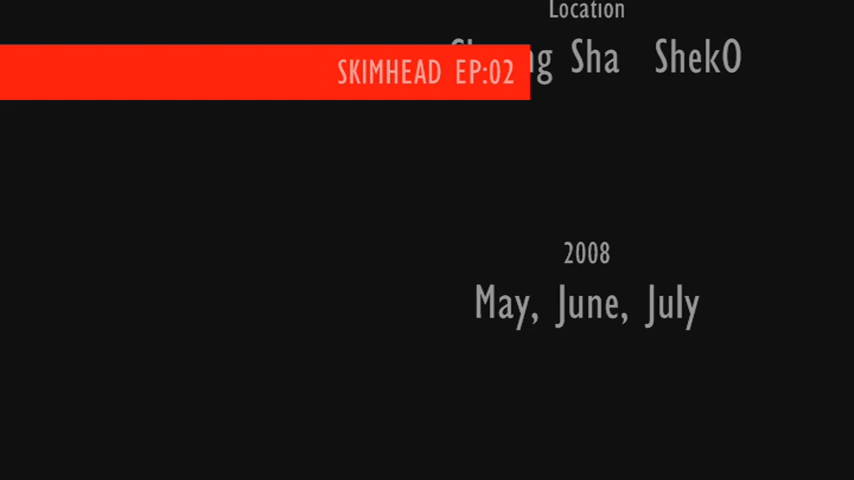 Location
Sha ShekO
SKIMHEAD EP:02
2008
May, June, July